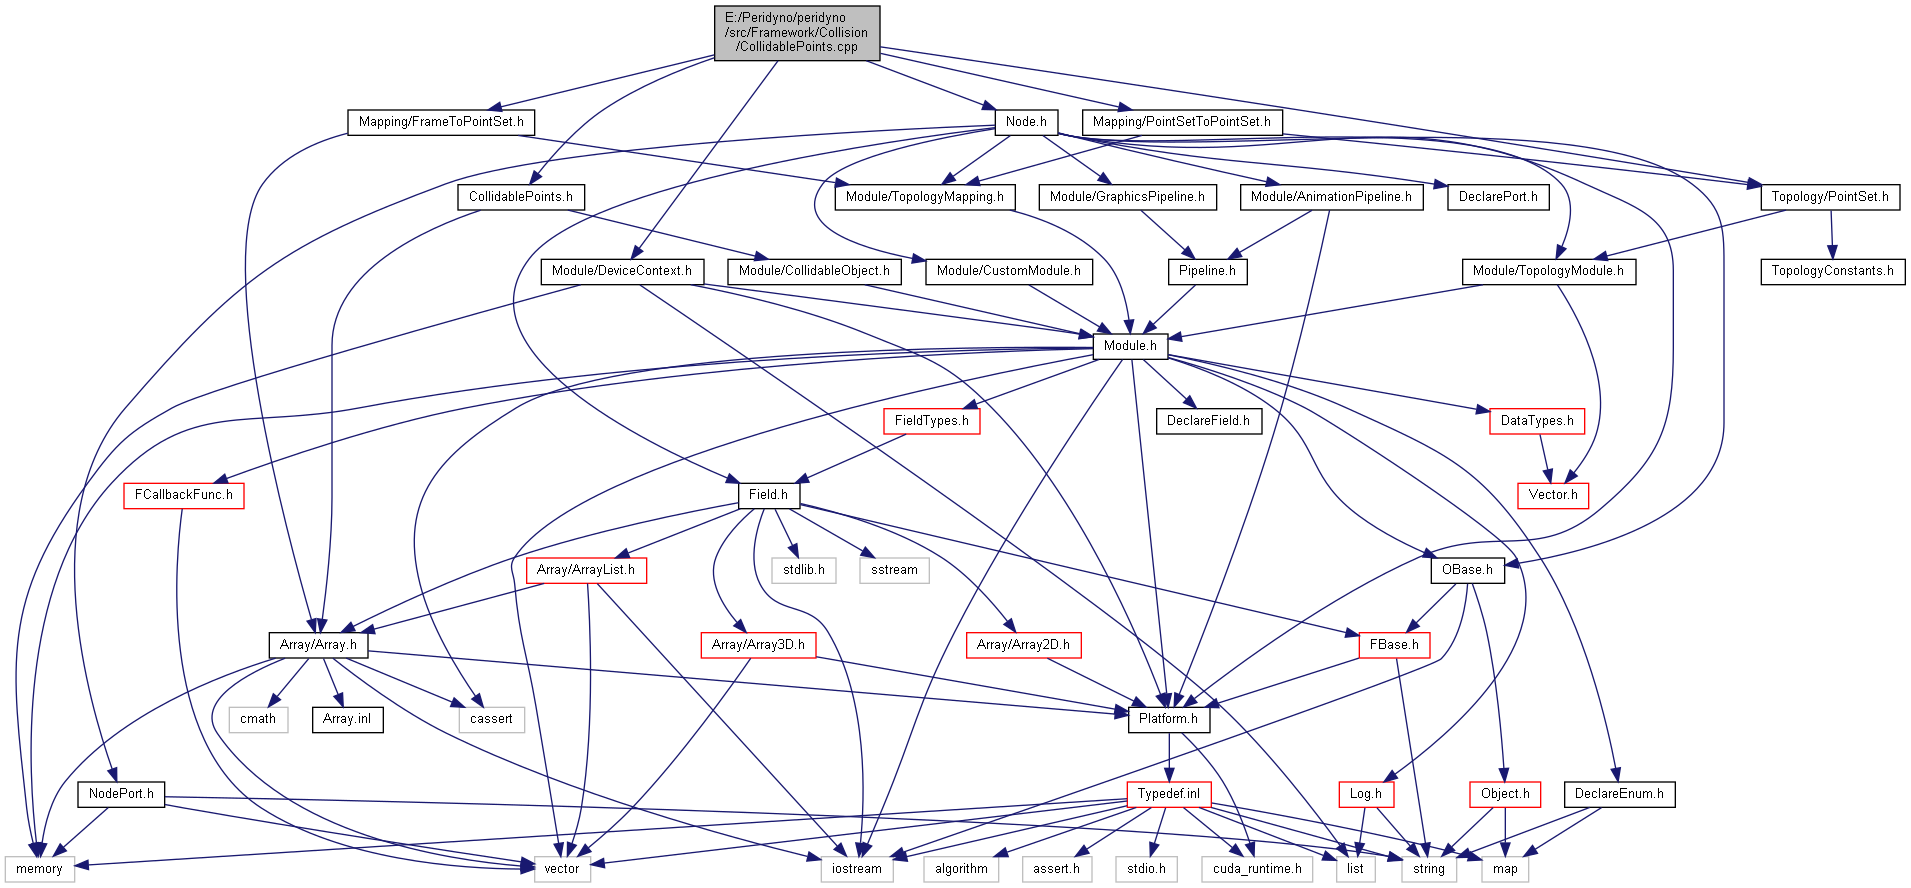 E:/Peridyno/peridyno
/src/Framework/Collision
/CollidablePoints.cpp
Mapping/FrameToPointSet.h
Node.h
Mapping/PointSetToPointSet.h
CollidablePoints.h
Module/TopologyMapping.h
Module/GraphicsPipeline.h
Module/AnimationPipeline.h
DeclarePort.h
Topology/PointSet.h
Module/DeviceContext.h
Module/CollidableObject.h
Module/CustomModule.h
Pipeline.h
Module/TopologyModule.h
TopologyConstants.h
Module.h
FieldTypes.h
DeclareField.h
DataTypes.h
FCallbackFunc.h
Field.h
Vector.h
Array/ArrayList.h
stdlib.h
sstream
OBase.h
Array/Array.h
Array/Array3D.h
Array/Array2D.h
FBase.h
cmath
Array.inl
cassert
Platform.h
NodePort.h
Typedef.inl
Log.h
Object.h
DeclareEnum.h
memory
vector
iostream
algorithm
assert.h
stdio.h
cuda_runtime.h
list
string
map